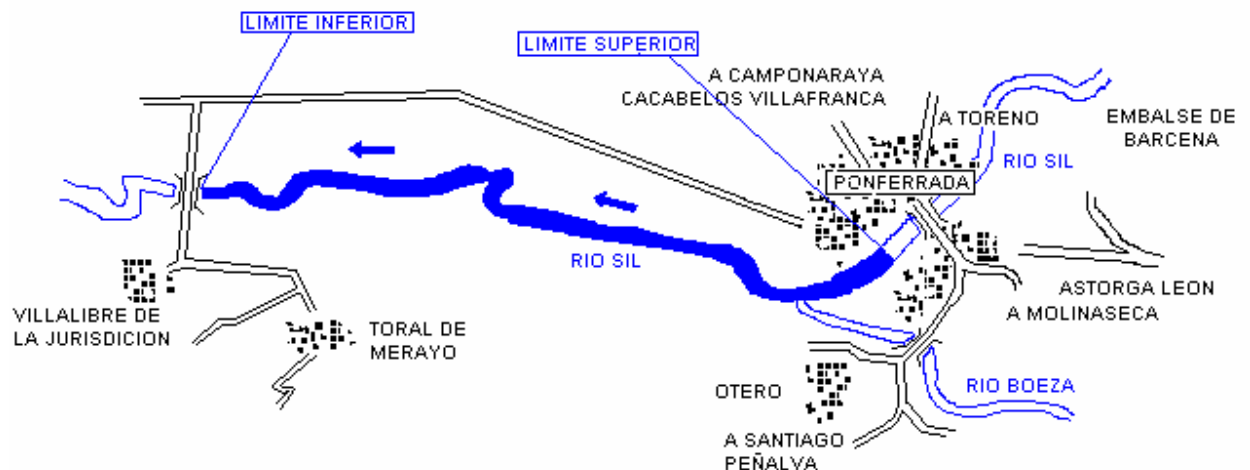 LIMITE INFERIOR
LIMITE SUPERIOR
A CAMPONARAYA
CACABELOS VILLAFRANCA
A TORENO
EMBALSE DE
BARCENA
RIO SIL
PONFERRADA
RIO SIL
ASTORGA LEON
A MOLINASECA
VILLALIBRE DE
LA JURISDICION
TORAL DE
MERAYO
OTERO
RIO BOEZA
A SANTIAGO
PEÑALVA